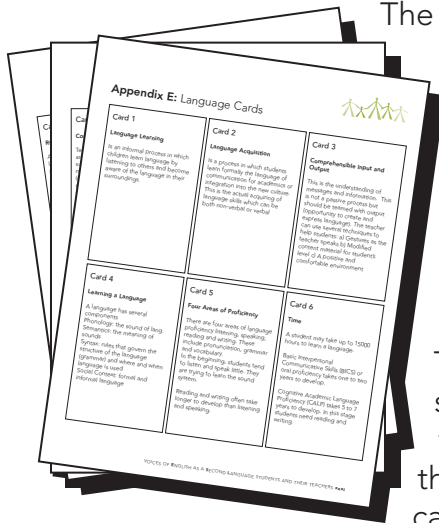 The
Appendix E: Language Cards
Card 1
Language Learning
Is an informal process in which
children learn language by
listening to others and become
aware of the language in their
surroundings.
Card 2
Language Acquisition
Is a process in which students
learn formally the language of
communication for academics or
integration into the new culture.
This is the actual acquiring of
language skills which can be
both non-verbal or verbal
Card 3
Comprehensible Input and
Output
This is the understanding of
messages and information. This
is not a passive process but
should be teamed with output
(opportunity to create and
express language). The teacher
can use several techniques to
help students: a) Gestures as the
teacher speaks b) Modified
content material for students
level c) A positive and
comfortable environment
Card 4
Learning a Language
A language has several
components
Phonology: the sound of lang.
Semantics: the meaning of
sounds
Syntax: rules that govern the
structure of the language
(grammar) and where and when
language is used
Social Context: formal and
informal language
Card 5
Four Areas of Proficiency
There are four areas of language
proficiency listening, speaking,
reading and writing. These
include pronunciation, grammar
and vocabulary.
In the beginning, students tend
to listen and speak little. They
are trying to learn the sound
system.
Reading and writing often take
longer to develop than listening
and speaking.
Card 6
Time
A student may take up to 15000
hours to learn a language
Basic Interpersonal
Communicative Skills (BICS) or
oral proficiency takes one to two
years to develop.
Cognitive Academic Language
Proficiency (CALP) takes 5 to 7
years to develop. In this stage
students need reading and
writing.
VOICES OF ENGLISH AS A SECOND LANGUAGE STUDENTS AND THEIR TEACHERS